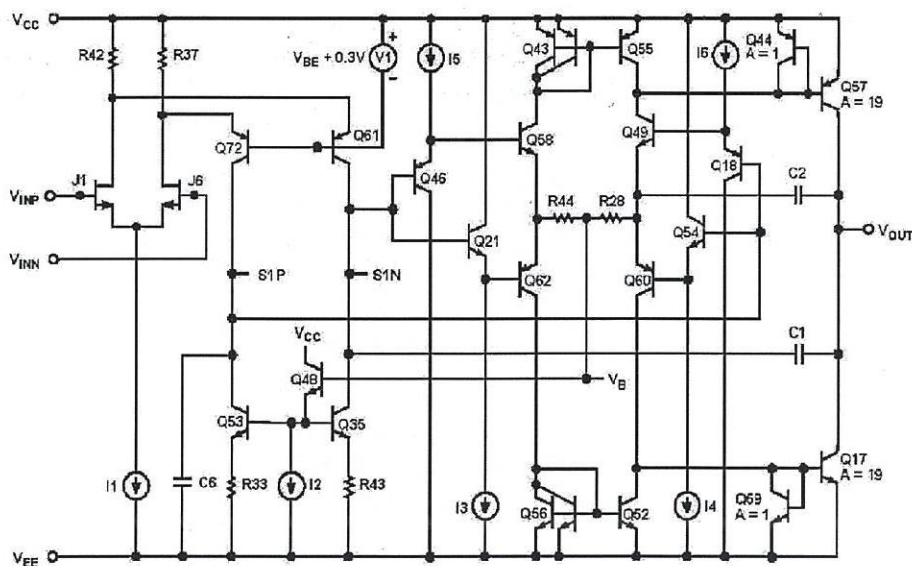 VCC
R42
R37
VBE + 0.3V
V1
+
−
I5
Q43
Q55
I6
Q44
A = 1
Q57
A = 19
Q72
Q61
Q46
Q58
Q49
Q18
C2
J1
J6
VINP
R44
R28
Q21
Q54
VOUT
VINN
S1P
S1N
Q62
Q60
C1
VCC
Q48
VB
Q53
Q35
Q17
A = 19
I1
C6
R33
I2
R43
I3
Q56
Q52
I4
Q69
A = 1
VEE